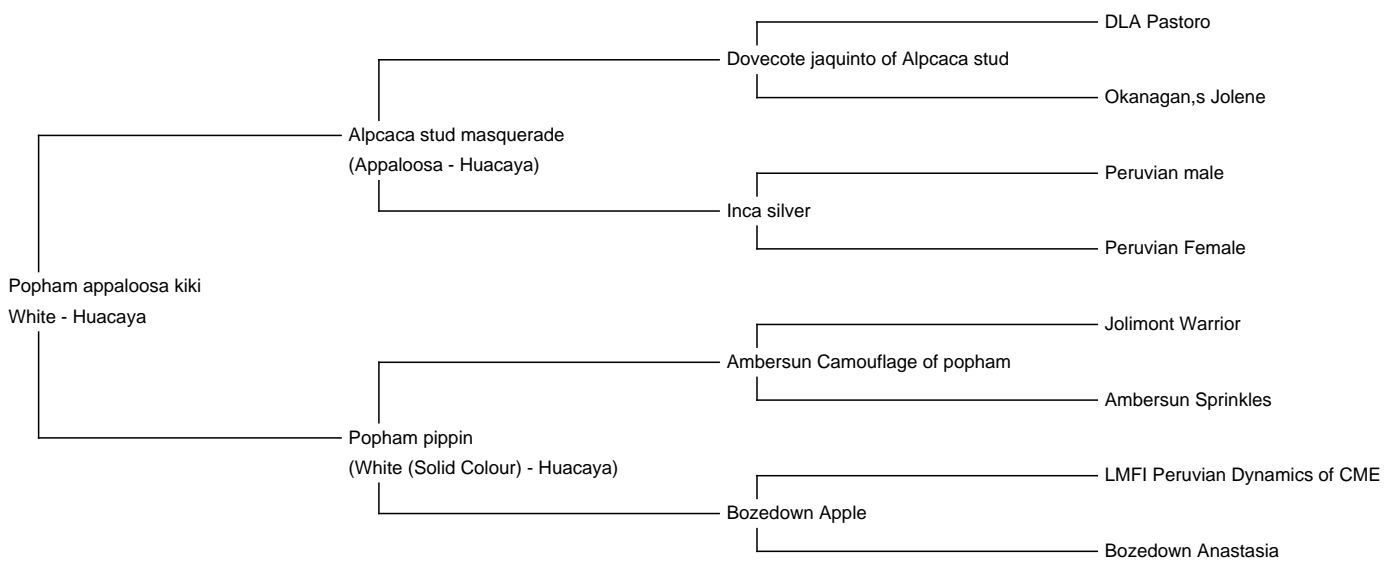 DLA Pastoro
Dovecote jaquinto of Alpcaca stud
Okanagan,s Jolene
Alpcaca stud masquerade
(Appaloosa - Huacaya)
Peruvian male
Inca silver
Peruvian Female
Popham appaloosa kiki
White - Huacaya
Jolimont Warrior
Ambersun Camouflage of popham
Ambersun Sprinkles
Popham pippin
(White (Solid Colour) - Huacaya)
LMFI Peruvian Dynamics of CME
Bozedown Apple
Bozedown Anastasia